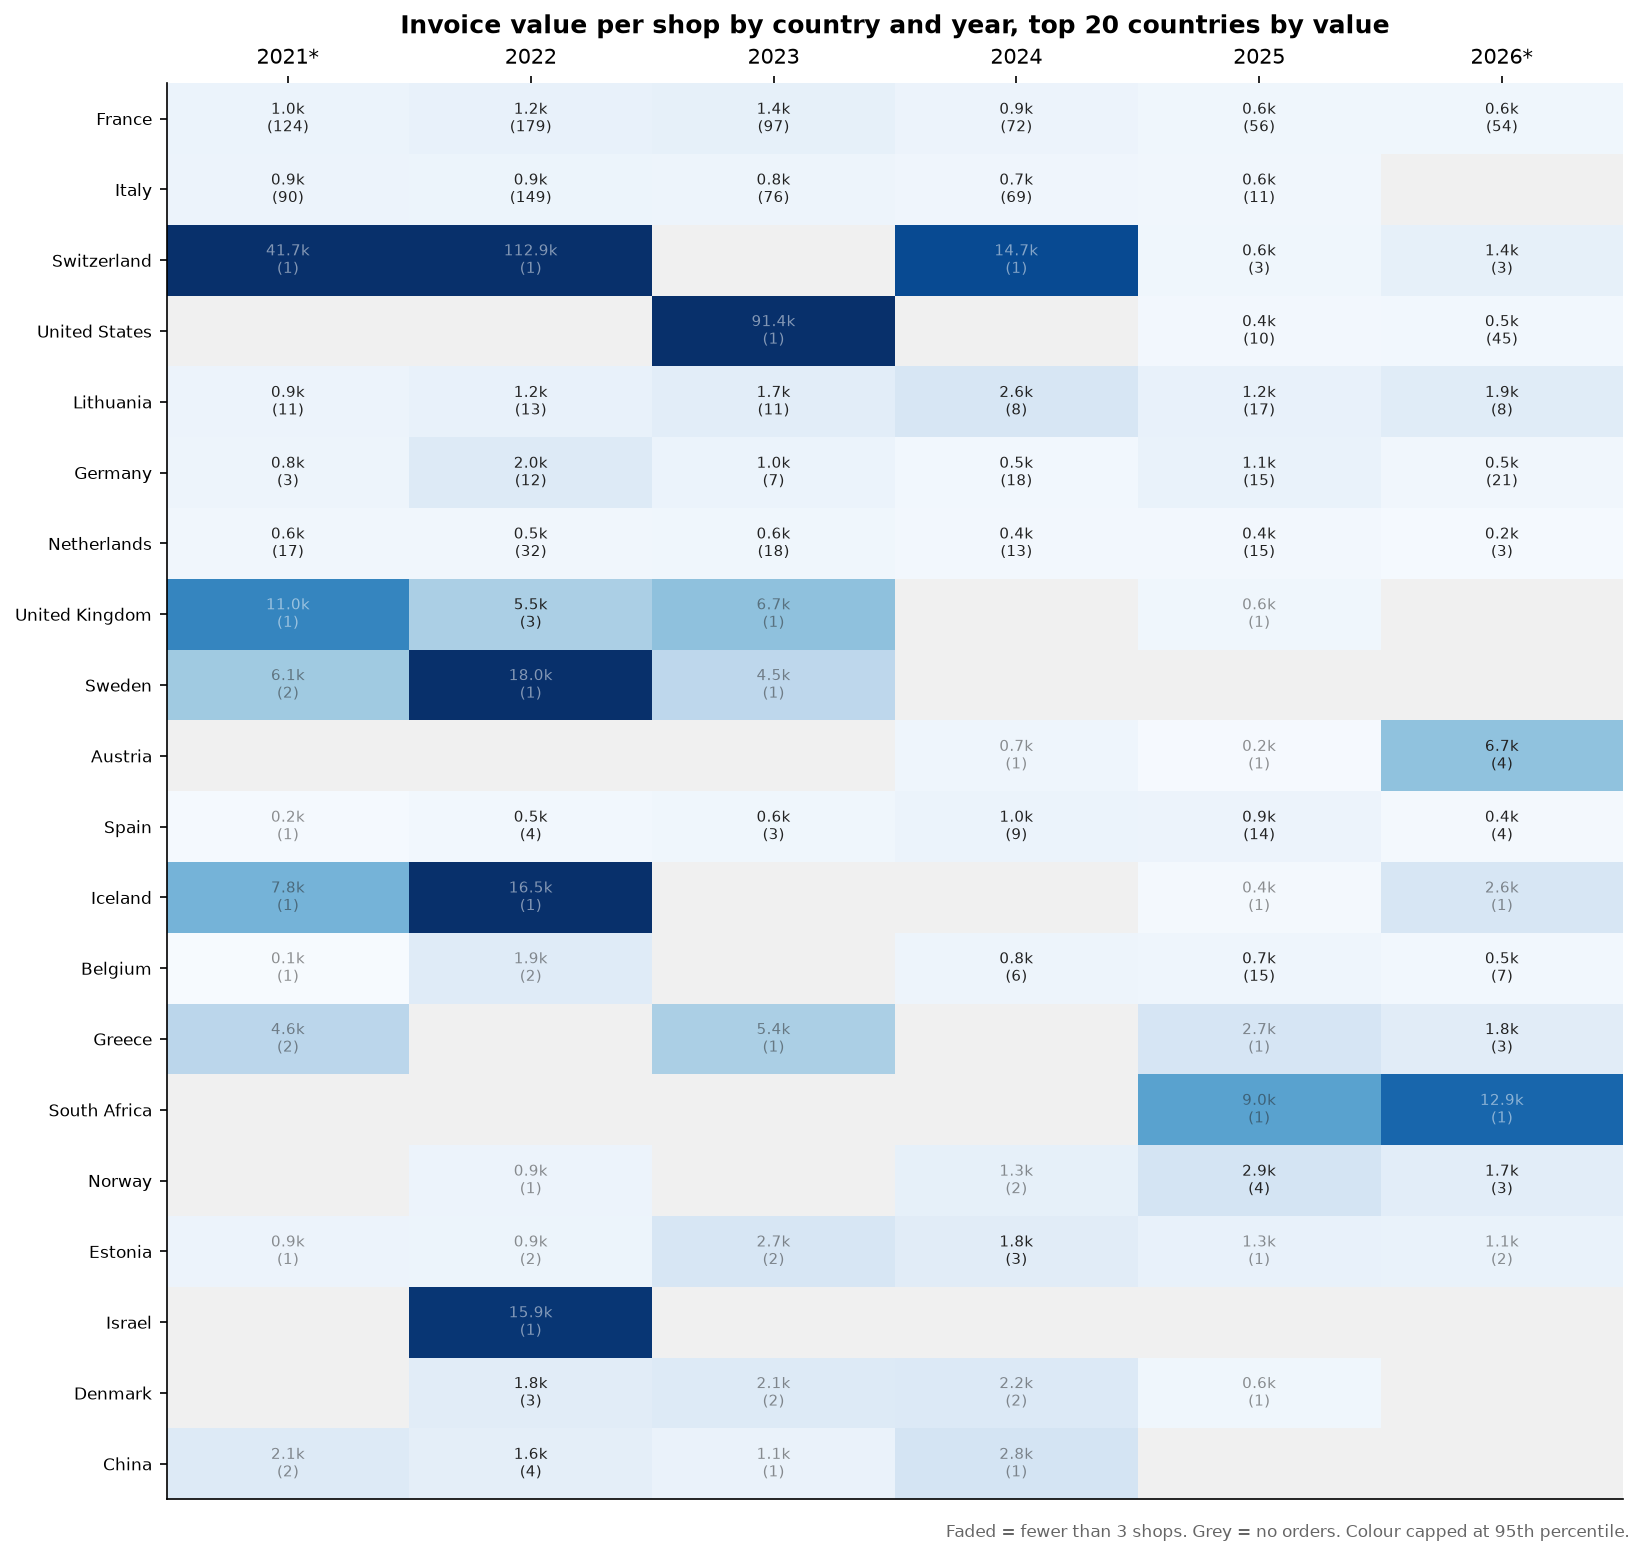 Invoice value per shop by country and year, top 20 countries by value
2021* 2022 2023 2024 2025 2026*
France 1.0k 1.2k 1.4k 0.9k 0.6k 0.6k
(124) (179) (97) (72) (56) (54)
Italy 0.9k 0.9k 0.8k 0.7k 0.6k
(90) (149) (76) (69) (11)
Switzerland 41.7k 112.9k 14.7k 0.6k 1.4k
(1) (1) (1) (3) (3)
United States 91.4k 0.4k 0.5k
(1) (10) (45)
Lithuania 0.9k 1.2k 1.7k 2.6k 1.2k 1.9k
(11) (13) (11) (8) (17) (8)
Germany 0.8k 2.0k 1.0k 0.5k 1.1k 0.5k
(3) (12) (7) (18) (15) (21)
Netherlands 0.6k 0.5k 0.6k 0.4k 0.4k 0.2k
(17) (32) (18) (13) (15) (3)
United Kingdom 11.0k 5.5k 6.7k 0.6k
(1) (3) (1) (1)
Sweden 6.1k 18.0k 4.5k
(2) (1) (1)
Austria 0.7k 0.2k 6.7k
(1) (1) (4)
Spain 0.2k 0.5k 0.6k 1.0k 0.9k 0.4k
(1) (4) (3) (9) (14) (4)
Iceland 7.8k 16.5k 0.4k 2.6k
(1) (1) (1) (1)
Belgium 0.1k 1.9k 0.8k 0.7k 0.5k
(1) (2) (6) (15) (7)
Greece 4.6k 5.4k 2.7k 1.8k
(2) (1) (1) (3)
South Africa 9.0k 12.9k
(1) (1)
Norway 0.9k 1.3k 2.9k 1.7k
(1) (2) (4) (3)
Estonia 0.9k 0.9k 2.7k 1.8k 1.3k 1.1k
(1) (2) (2) (3) (1) (2)
Israel 15.9k
(1)
Denmark 1.8k 2.1k 2.2k 0.6k
(3) (2) (2) (1)
China 2.1k 1.6k 1.1k 2.8k
(2) (4) (1) (1)
Faded = fewer than 3 shops. Grey = no orders. Colour capped at 95th percentile.